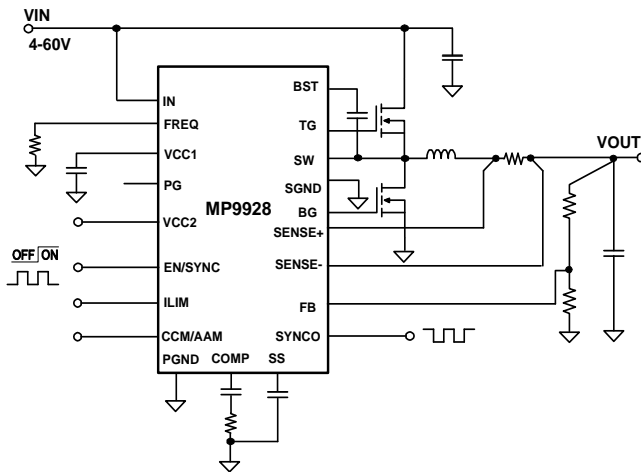 VIN
4-60V
IN
FREQ
VCC1
PG
VCC2
EN/SYNC
ILIM
CCM/AAM
PGND
COMP
SS
MP9928
BST
TG
SW
SGND
BG
SENSE+
SENSE-
FB
SYNCO
OFF ON
VOUT